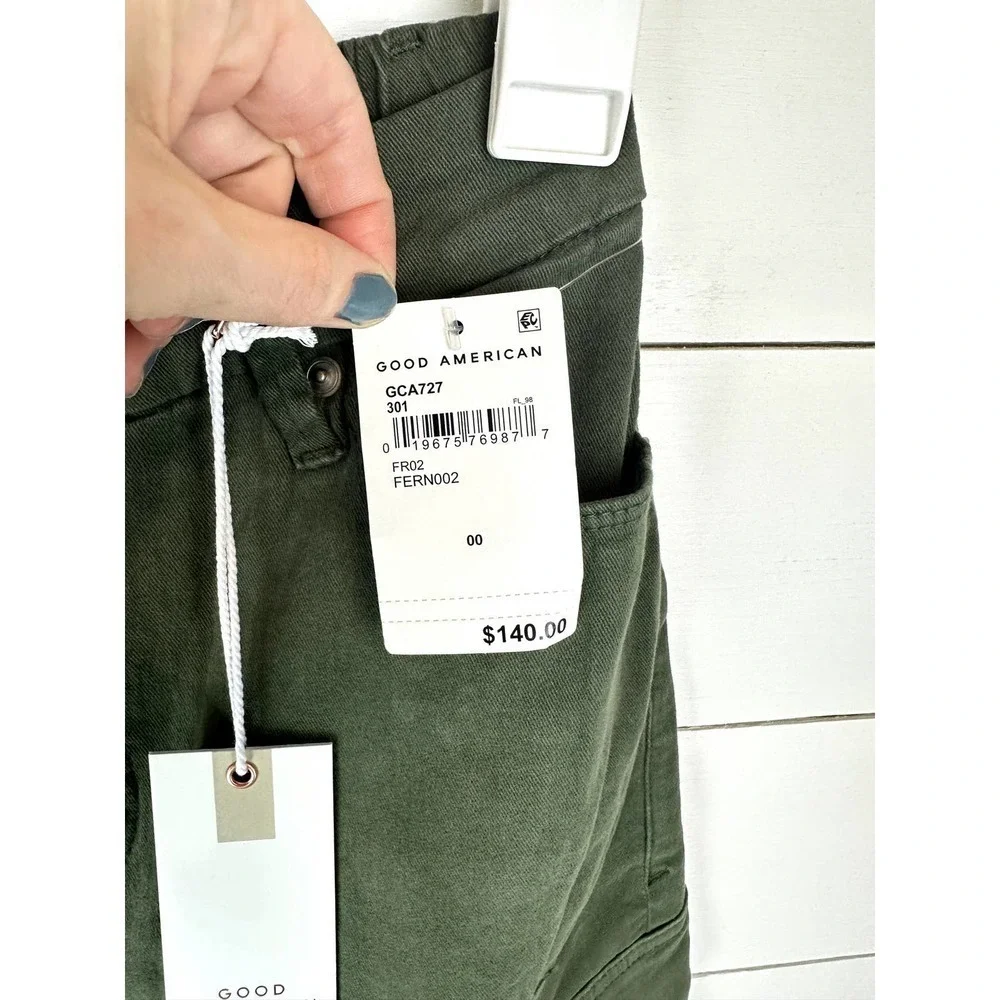 GOOD AMERICAN
GCA727
301
FL_98
0 19675 76987 7
FR02
FERN002
00
$140.00
GOOD